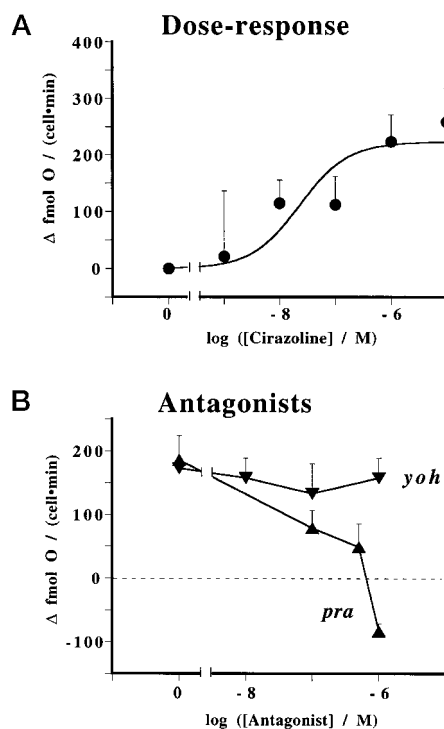 A
Dose-response
Δ fmol O / (cell•min)
300
200
100
0
0
- 8
- 6
log ([Cirazoline] / M)
B
Antagonists
Δ fmol O / (cell•min)
200
100
0
-100
yoh
pra
0
- 8
- 6
log ([Antagonist] / M)